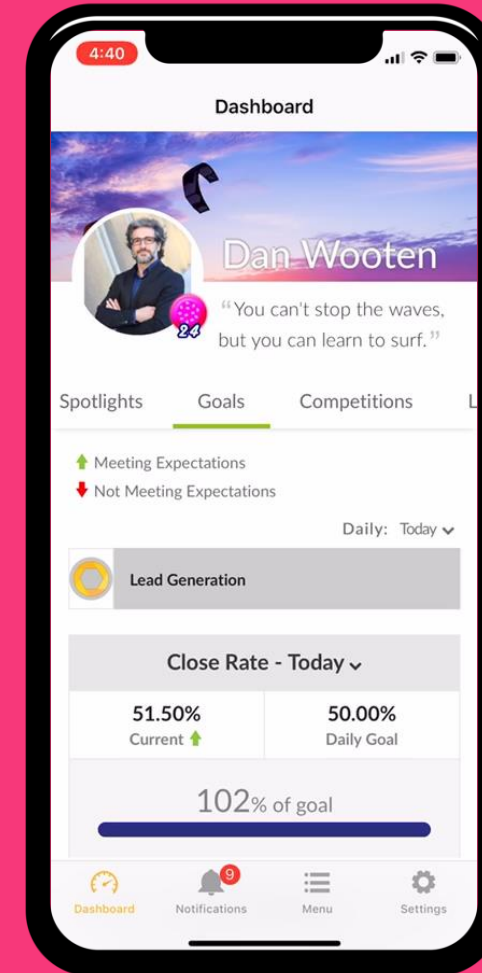 4:40
Dashboard
Dan Wooten
24
“You can't stop the waves,
but you can learn to surf.”
Spotlights Goals Competitions L
Meeting Expectations
Not Meeting Expectations
Daily: Today
Lead Generation
Close Rate - Today
51.50% 50.00%
Current Daily Goal
102% of goal
9
Dashboard Notifications Menu Settings